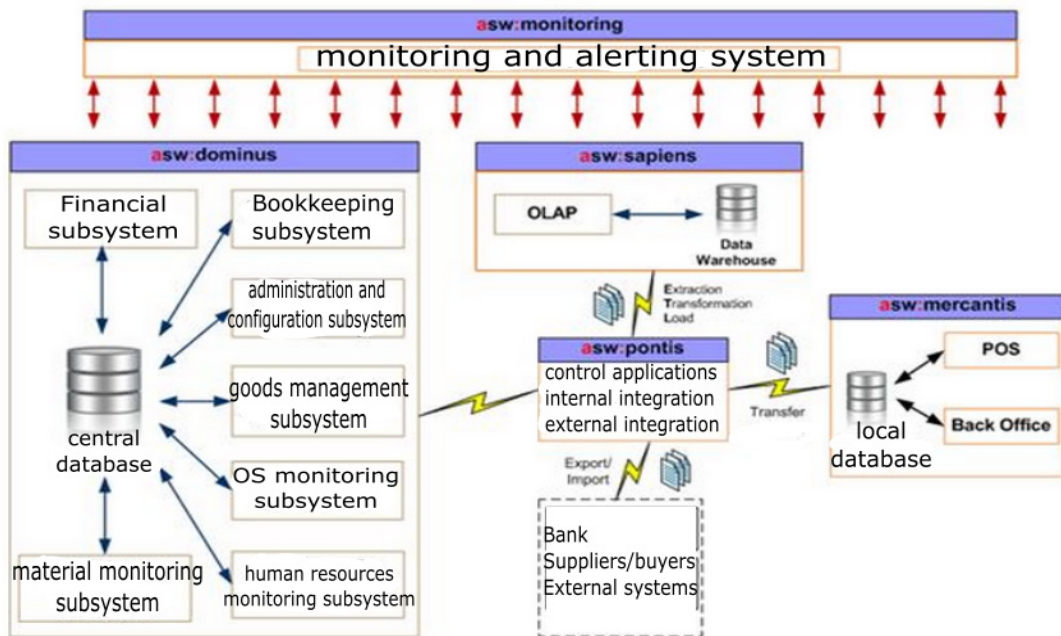 asw:monitoring
monitoring and alerting system
asw:dominus
Financial
subsystem
Bookkeeping
subsystem
administration and
configuration subsystem
goods management
subsystem
central
database
OS monitoring
subsystem
material monitoring
subsystem
human resources
monitoring subsystem
asw:sapiens
OLAP
Data
Warehouse
Extraction
Transformation
Load
asw:pontis
control applications
internal integration
external integration
Transfer
asw:mercantis
POS
Back Office
local
database
Export/
Import
Bank
Suppliers/buyers
External systems